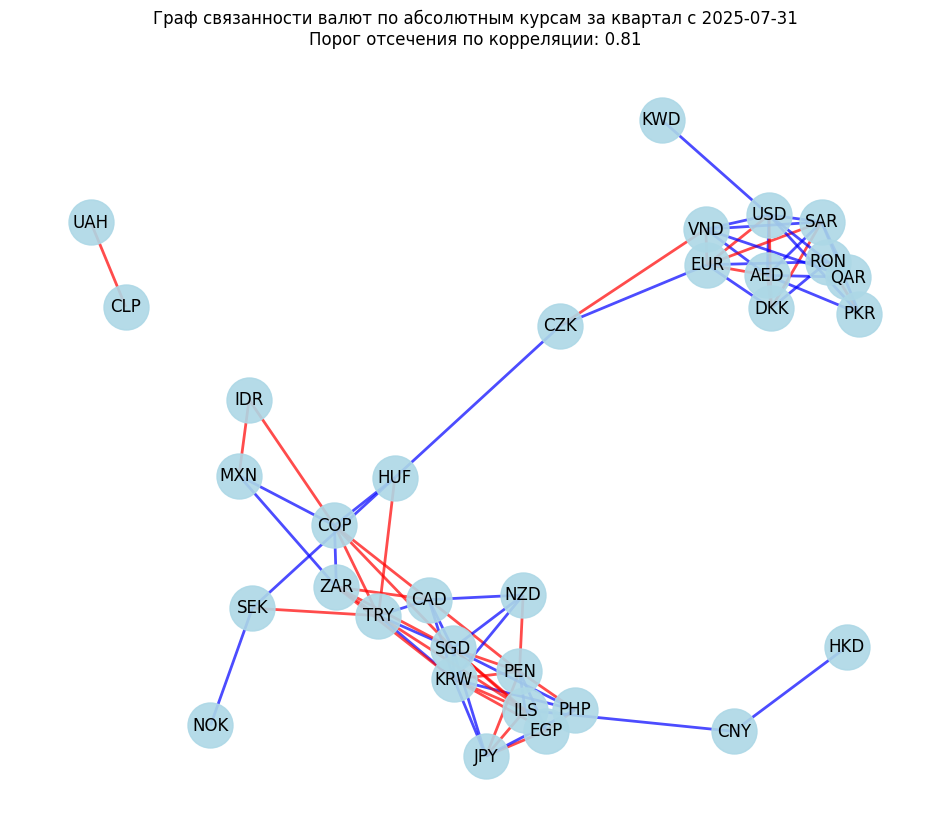 Граф связанности валют по абсолютным курсам за квартал с 2025-07-31
Порог отсечения по корреляции: 0.81
KWD
UAH
USD
SAR
VND
EUR
AED
RON
QAR
CLP
DKK
PKR
CZK
IDR
MXN
HUF
COP
ZAR
CAD
NZD
SEK
TRY
SGD
HKD
KRW
PEN
ILS
PHP
NOK
EGP
CNY
JPY